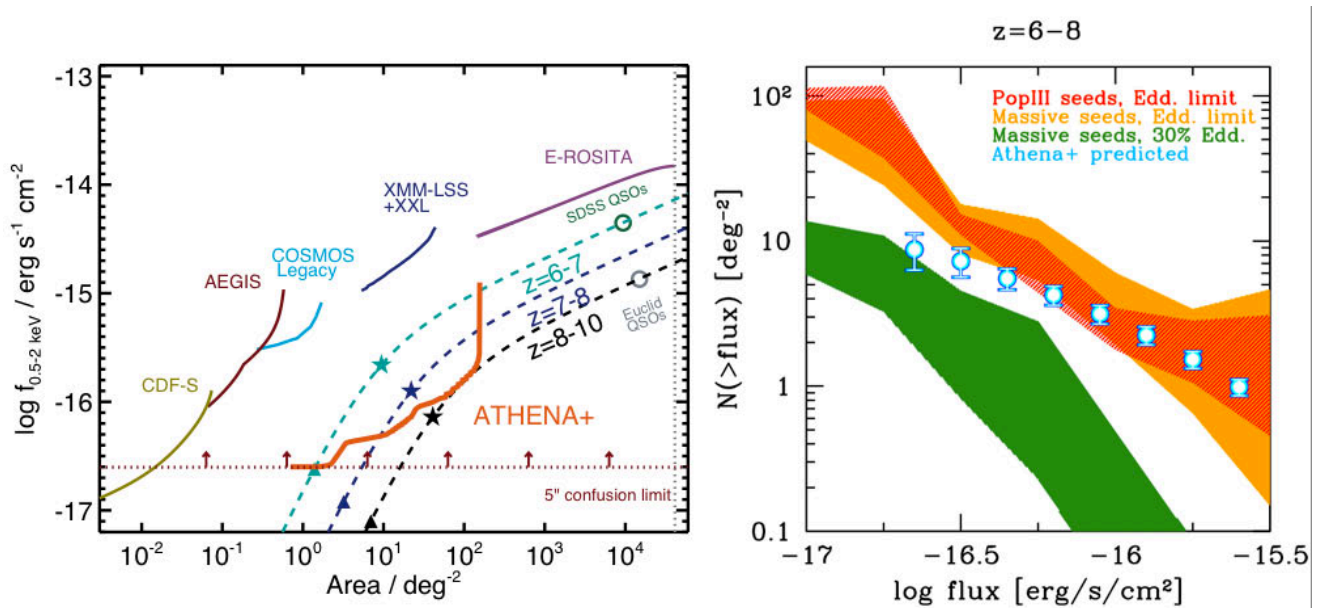 z=6-8
-13
-14
-15
-16
-17
log f0.5-2 keV / erg s-1 cm-2
10-2
10-1
100
101
102
103
104
Area / deg-2
CDF-S
AEGIS
COSMOS
Legacy
XMM-LSS
+XXL
E-ROSITA
SDSS QSOs
z=6-7
z=7-8
z=8-10
Euclid
QSOs
ATHENA+
5" confusion limit
PopIII seeds, Edd. limit
Massive seeds, Edd. limit
Massive seeds, 30% Edd.
Athena+ predicted
N(>flux) [deg-2]
102
10
1
0.1
-17
-16.5
-16
-15.5
log flux [erg/s/cm2]